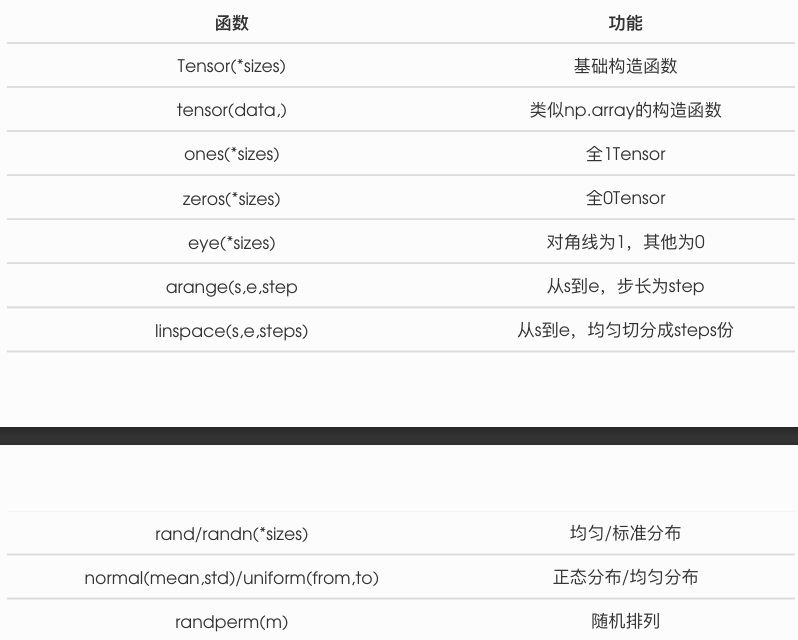 函数 功能
Tensor(*sizes) 基础构造函数
tensor(data,) 类似np.array的构造函数
ones(*sizes) 全1Tensor
zeros(*sizes) 全0Tensor
eye(*sizes) 对角线为1，其他为0
arange(s,e,step 从s到e，步长为step
linspace(s,e,steps) 从s到e，均匀切分成steps份
rand/randn(*sizes) 均匀/标准分布
normal(mean,std)/uniform(from,to) 正态分布/均匀分布
randperm(m) 随机排列